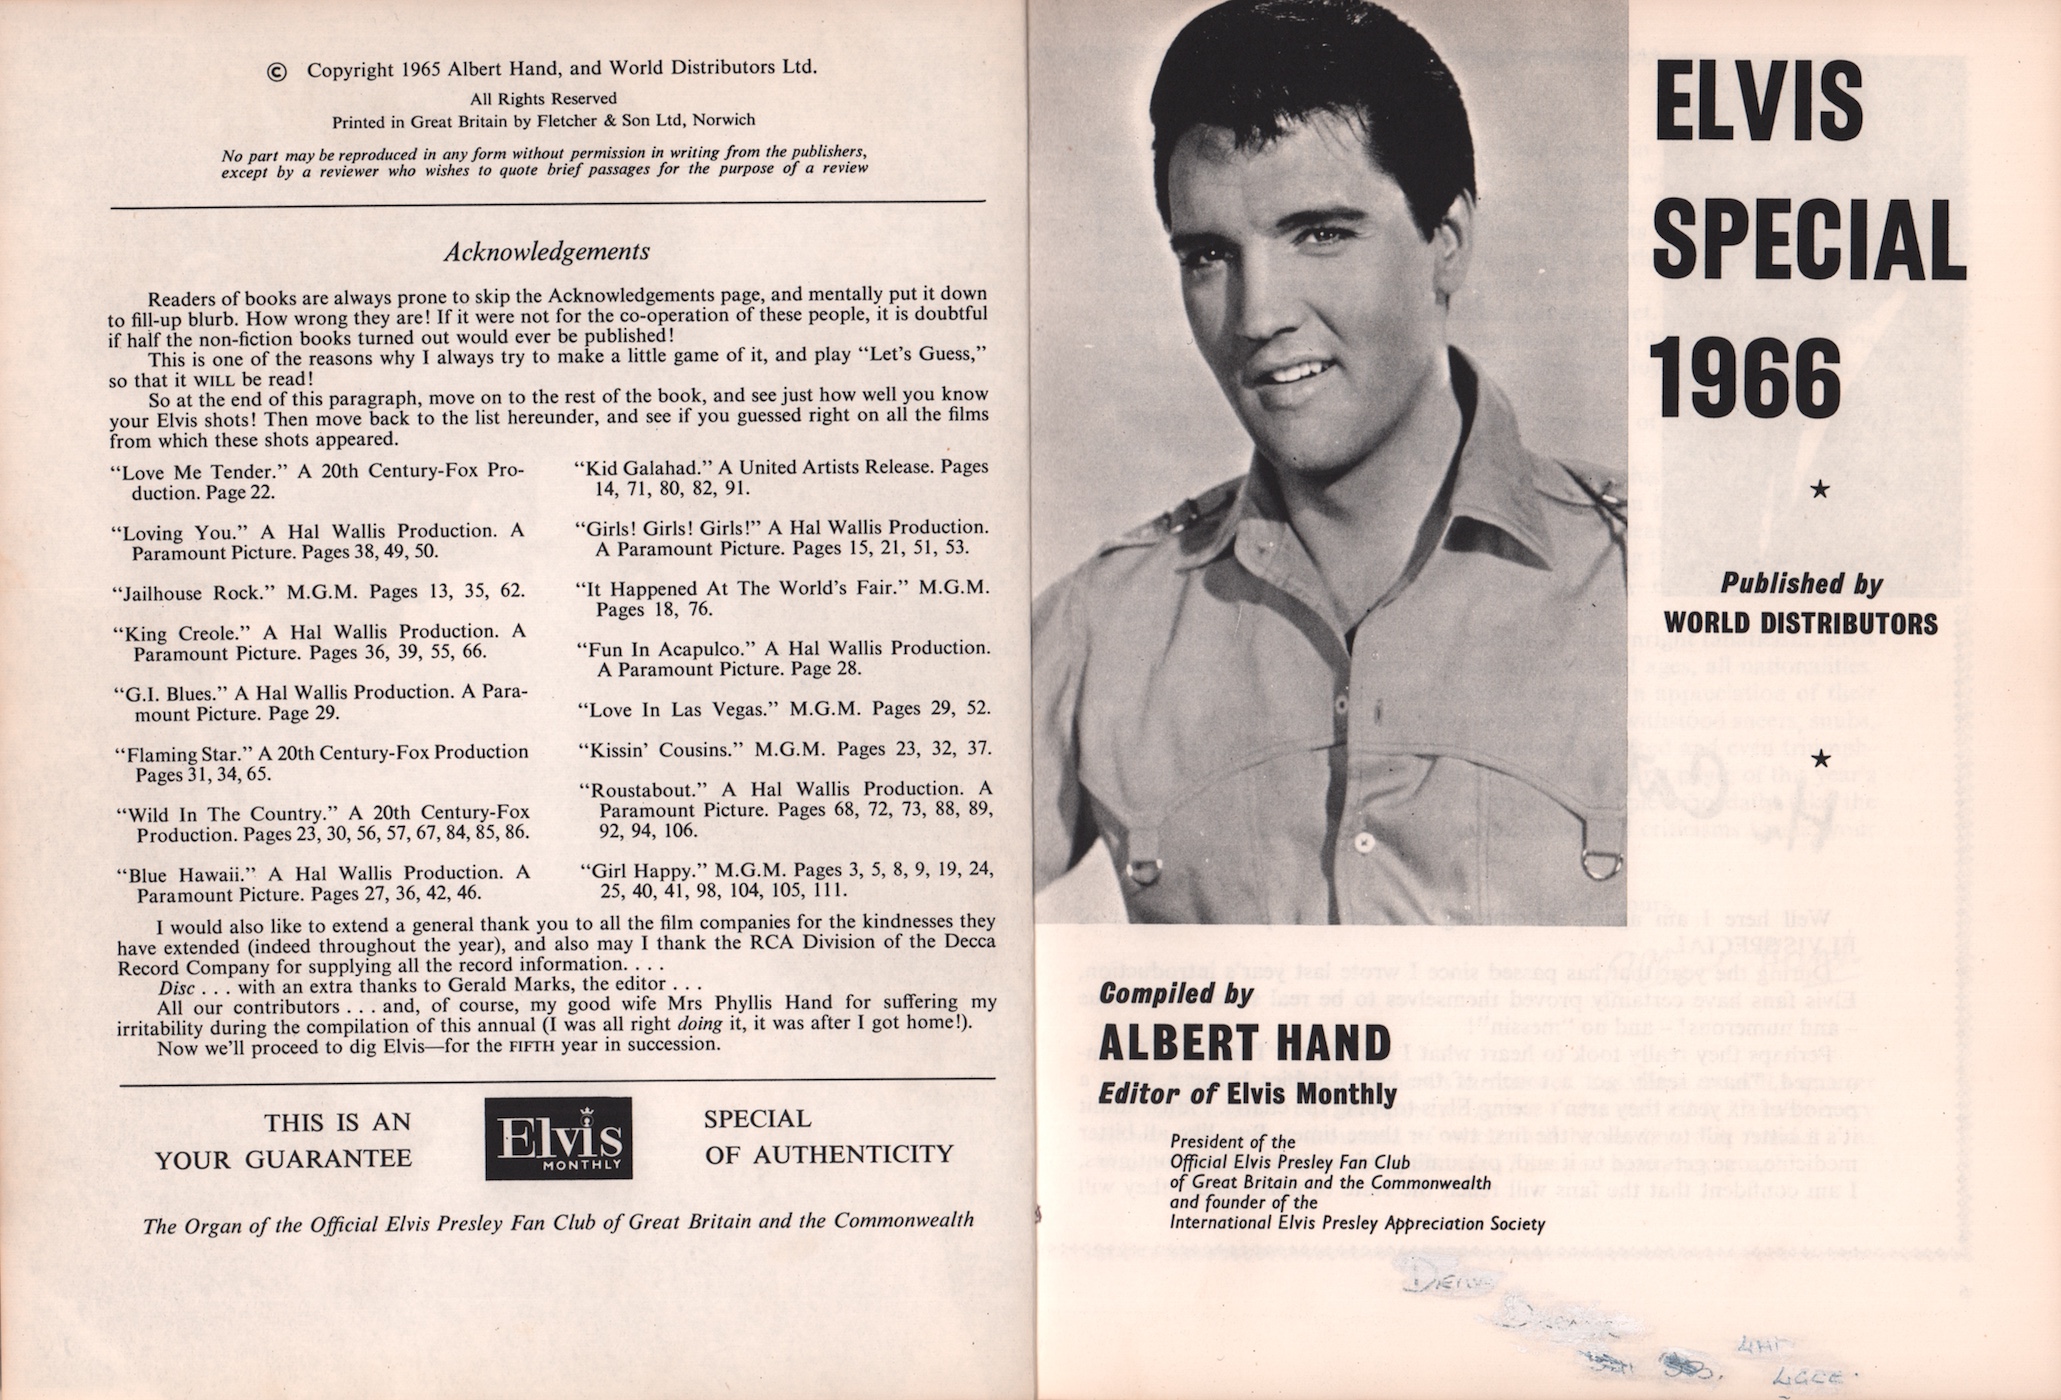 © Copyright 1965 Albert Hand, and World Distributors Ltd.
All Rights Reserved
Printed in Great Britain by Fletcher & Son Ltd, Norwich
No part may be reproduced in any form without permission in writing from the publishers,
except by a reviewer who wishes to quote brief passages for the purpose of a review
Acknowledgements
Readers of books are always prone to skip the Acknowledgements page, and mentally put it down
to fill-up blurb. How wrong they are! If it were not for the co-operation of these people, it is doubtful
if half the non-fiction books turned out would ever be published!
This is one of the reasons why I always try to make a little game of it, and play “Let's Guess,”
so that it WILL be read!
So at the end of this paragraph, move on to the rest of the book, and see just how well you know
your Elvis shots! Then move back to the list hereunder, and see if you guessed right on all the films
from which these shots appeared.
“Love Me Tender.” A 20th Century-Fox Pro-
duction. Page 22.
“Loving You.” A Hal Wallis Production. A
Paramount Picture. Pages 38, 49, 50.
“Jailhouse Rock.” M.G.M. Pages 13, 35, 62.
“King Creole.” A Hal Wallis Production. A
Paramount Picture. Pages 36, 39, 55, 66.
“G.I. Blues.” A Hal Wallis Production. A Para-
mount Picture. Page 29.
“Flaming Star.” A 20th Century-Fox Production
Pages 31, 34, 65.
“Wild In The Country.” A 20th Century-Fox
Production. Pages 23, 30, 56, 57, 67, 84, 85, 86.
“Blue Hawaii.” A Hal Wallis Production. A
Paramount Picture. Pages 27, 36, 42, 46.
“Kid Galahad.” A United Artists Release. Pages
14, 71, 80, 82, 91.
“Girls! Girls! Girls!” A Hal Wallis Production.
A Paramount Picture. Pages 15, 21, 51, 53.
“It Happened At The World's Fair.” M.G.M.
Pages 18, 76.
“Fun In Acapulco.” A Hal Wallis Production.
A Paramount Picture. Page 28.
“Love In Las Vegas.” M.G.M. Pages 29, 52.
“Kissin' Cousins.” M.G.M. Pages 23, 32, 37.
“Roustabout.” A Hal Wallis Production. A
Paramount Picture. Pages 68, 72, 73, 88, 89,
92, 94, 106.
“Girl Happy.” M.G.M. Pages 3, 5, 8, 9, 19, 24,
25, 40, 41, 98, 104, 105, 111.
I would also like to extend a general thank you to all the film companies for the kindnesses they
have extended (indeed throughout the year), and also may I thank the RCA Division of the Decca
Record Company for supplying all the record information. . . .
Disc . . . with an extra thanks to Gerald Marks, the editor . . .
All our contributors . . . and, of course, my good wife Mrs Phyllis Hand for suffering my
irritability during the compilation of this annual (I was all right doing it, it was after I got home!).
Now we'll proceed to dig Elvis—for the FIFTH year in succession.
THIS IS AN
YOUR GUARANTEE
Elvis
MONTHLY
SPECIAL
OF AUTHENTICITY
The Organ of the Official Elvis Presley Fan Club of Great Britain and the Commonwealth
ELVIS
SPECIAL
1966
Published by
WORLD DISTRIBUTORS
Compiled by
ALBERT HAND
Editor of Elvis Monthly
President of the
Official Elvis Presley Fan Club
of Great Britain and the Commonwealth
and founder of the
International Elvis Presley Appreciation Society